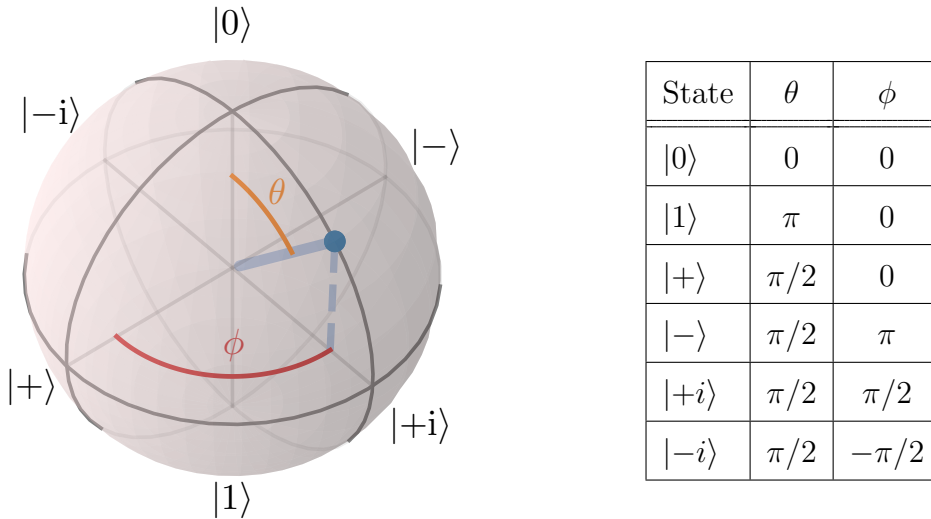 |0⟩
|−i⟩
|−⟩
θ
ϕ
|+⟩
|+i⟩
|1⟩
State θ ϕ
|0⟩ 0 0
|1⟩ π 0
|+⟩ π/2 0
|−⟩ π/2 π
|+i⟩ π/2 π/2
|−i⟩ π/2 −π/2